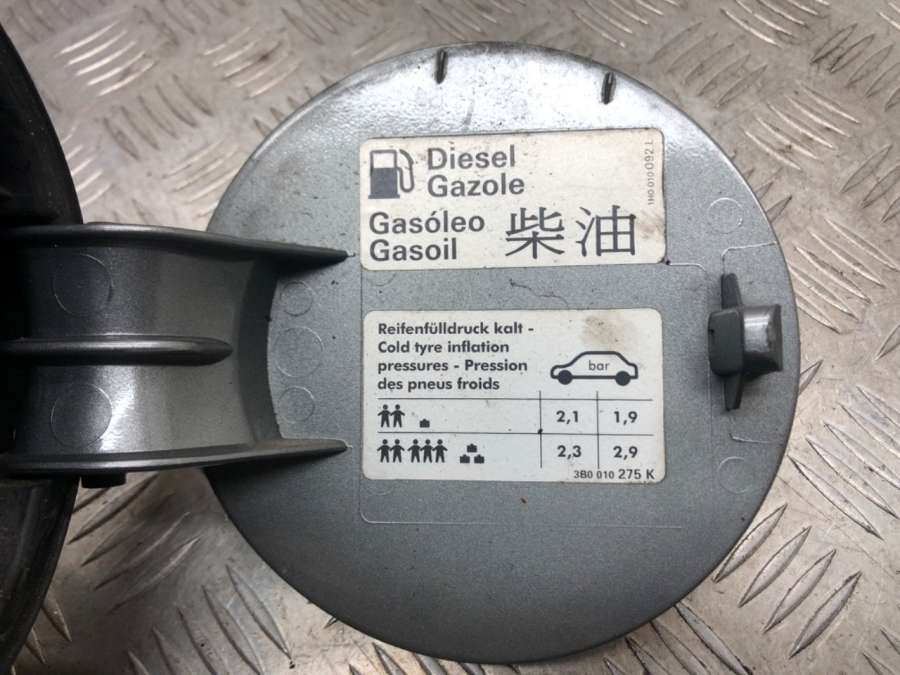 Diesel
Gazole
Gasóleo
Gasoil
柴油
1H0 010 092 L
Reifenfülldruck kalt -
Cold tyre inflation
pressures - Pression
des pneus froids
bar
2,1 1,9
2,3 2,9
3B0 010 275 K